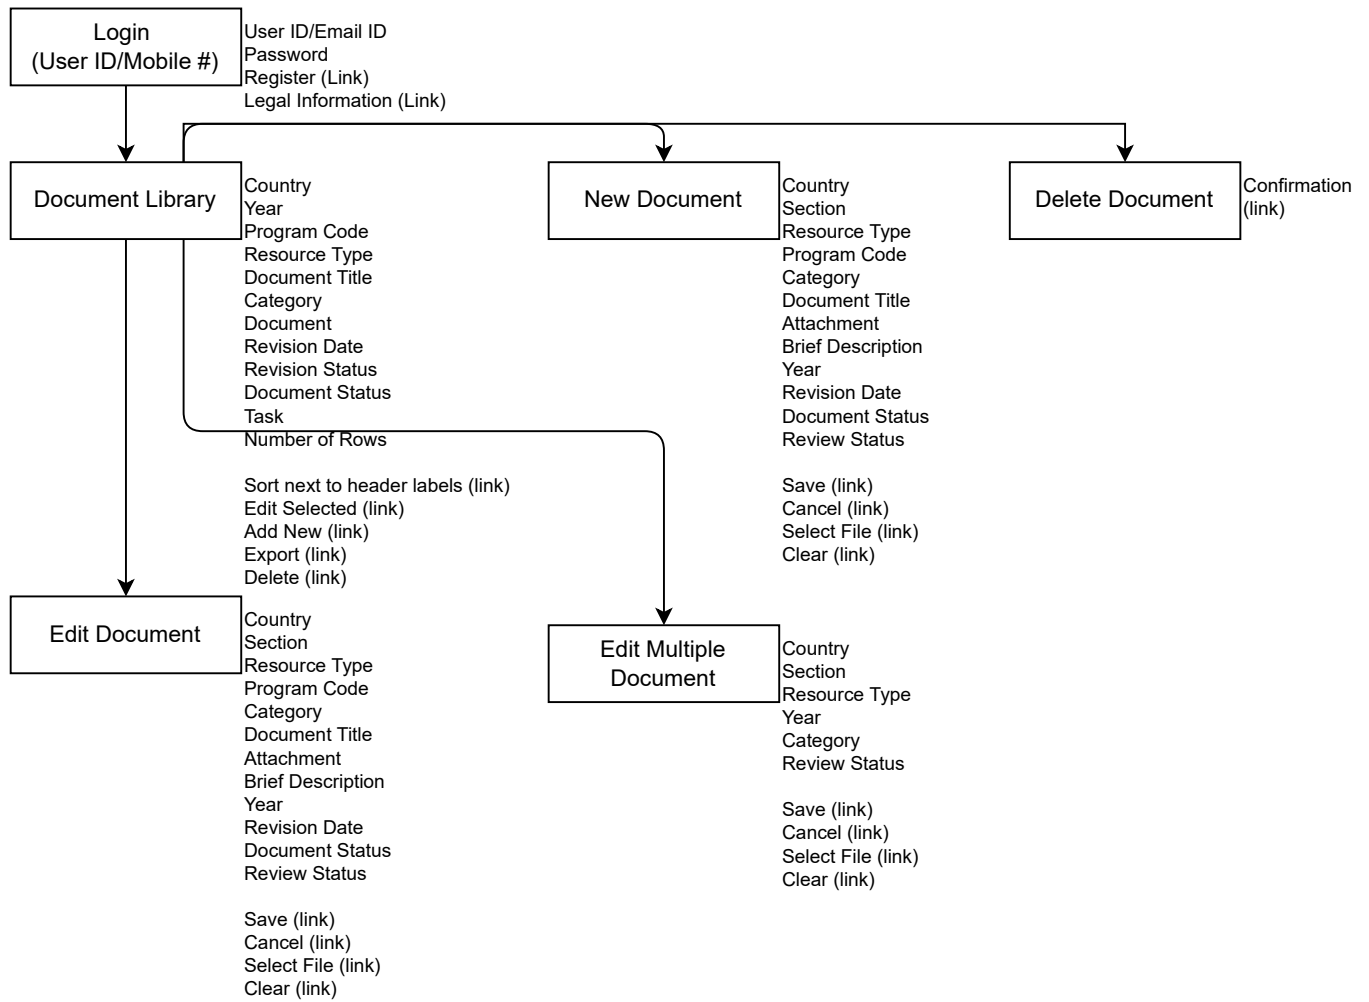 Login
(User ID/Mobile #)
User ID/Email ID
Password
Register (Link)
Legal Information (Link)
Document Library
Country
Year
Program Code
Resource Type
Document Title
Category
Document
Revision Date
Revision Status
Document Status
Task
Number of Rows
Sort next to header labels (link)
Edit Selected (link)
Add New (link)
Export (link)
Delete (link)
New Document
Country
Section
Resource Type
Program Code
Category
Document Title
Attachment
Brief Description
Year
Revision Date
Document Status
Review Status
Save (link)
Cancel (link)
Select File (link)
Clear (link)
Delete Document
Confirmation
(link)
Edit Document
Country
Section
Resource Type
Program Code
Category
Document Title
Attachment
Brief Description
Year
Revision Date
Document Status
Review Status
Save (link)
Cancel (link)
Select File (link)
Clear (link)
Edit Multiple
Document
Country
Section
Resource Type
Year
Category
Review Status
Save (link)
Cancel (link)
Select File (link)
Clear (link)